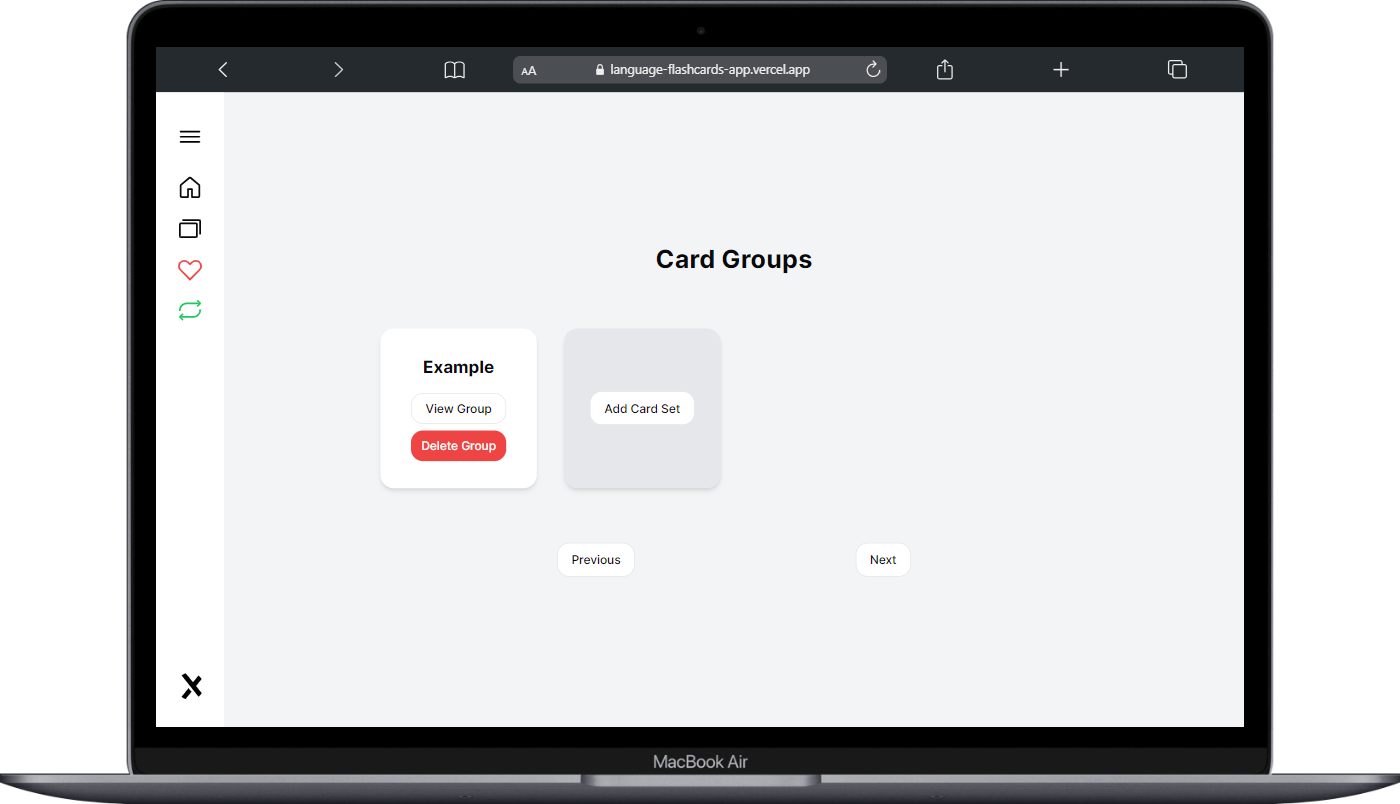 AA
language-flashcards-app.vercel.app
Card Groups
Example
View Group
Delete Group
Add Card Set
Previous
Next
MacBook Air